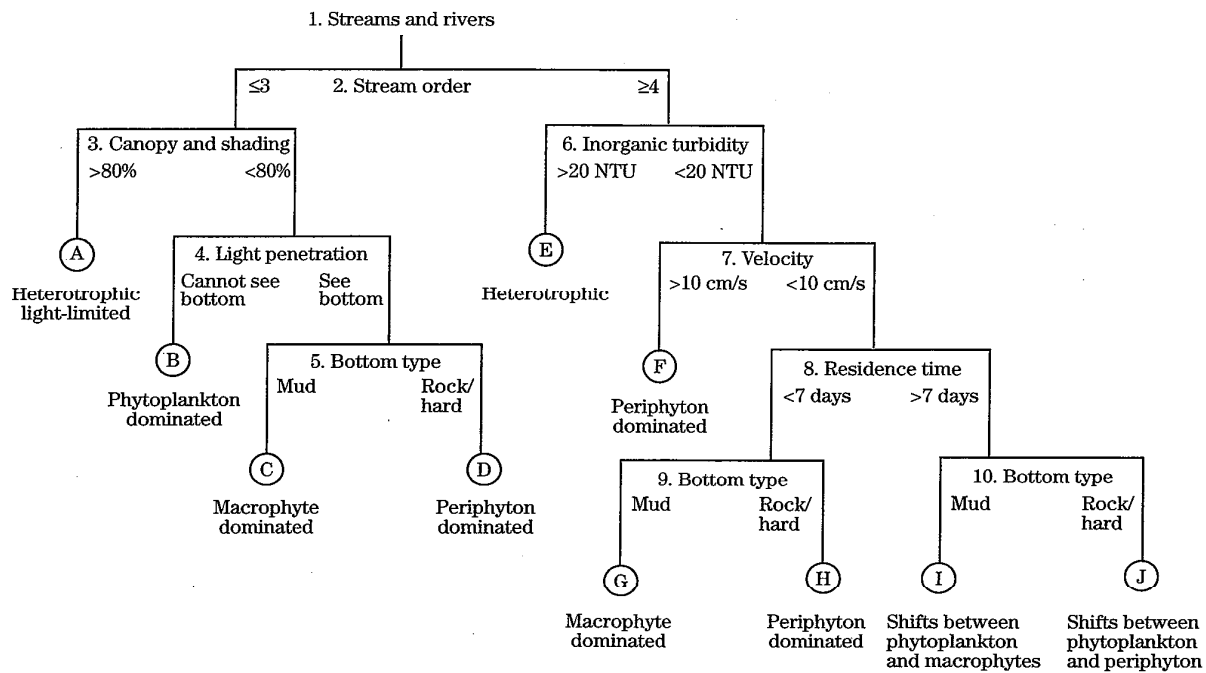 1. Streams and rivers
≤3 2. Stream order ≥4
3. Canopy and shading
>80% <80%
6. Inorganic turbidity
>20 NTU <20 NTU
A
Heterotrophic
light-limited
4. Light penetration
Cannot see
bottom
See
bottom
E
Heterotrophic
7. Velocity
>10 cm/s <10 cm/s
B
Phytoplankton
dominated
5. Bottom type
Mud
Rock/
hard
F
Periphyton
dominated
8. Residence time
<7 days >7 days
C
Macrophyte
dominated
D
Periphyton
dominated
9. Bottom type
Mud
Rock/
hard
10. Bottom type
Mud
Rock/
hard
G
Macrophyte
dominated
H
Periphyton
dominated
I
Shifts between
phytoplankton
and macrophytes
J
Shifts between
phytoplankton
and periphyton